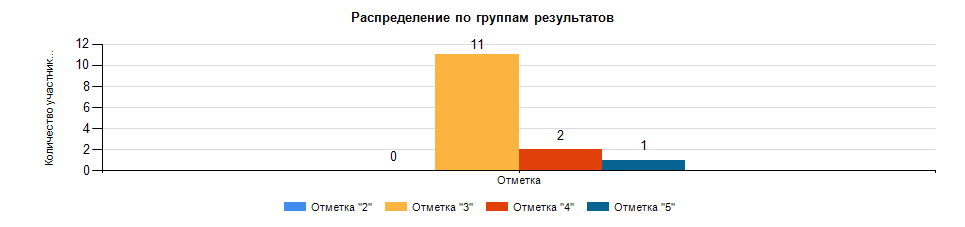 Распределение по группам результатов
Количество участник...
12
10
8
6
4
2
0
0
11
2
1
Отметка
Отметка "2" Отметка "3" Отметка "4" Отметка "5"